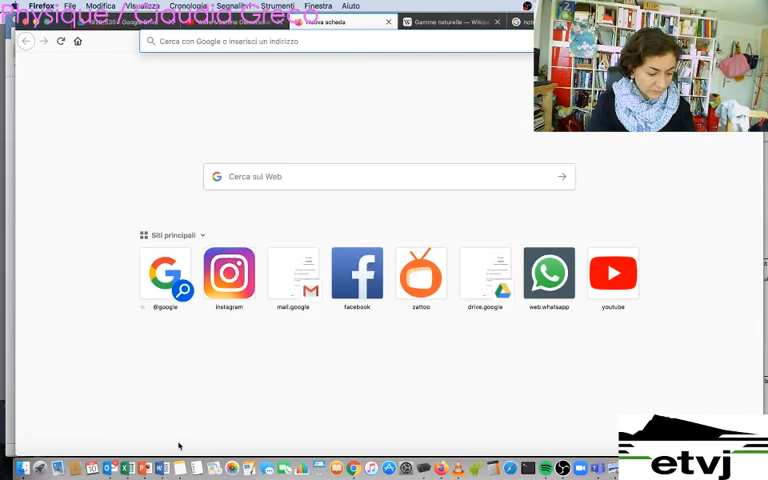 Firefox File Modifica Visualizza Cronologia Segnalibri Strumenti Finestra Aiuto
Physique / Claudia Greco
Nuova scheda
Gamme naturelle — Wikip
Cerca con Google o inserisci un indirizzo
Cerca sul Web
Siti principali
@google instagram mail.google facebook zattoo drive.google web.whatsapp youtube
etvj